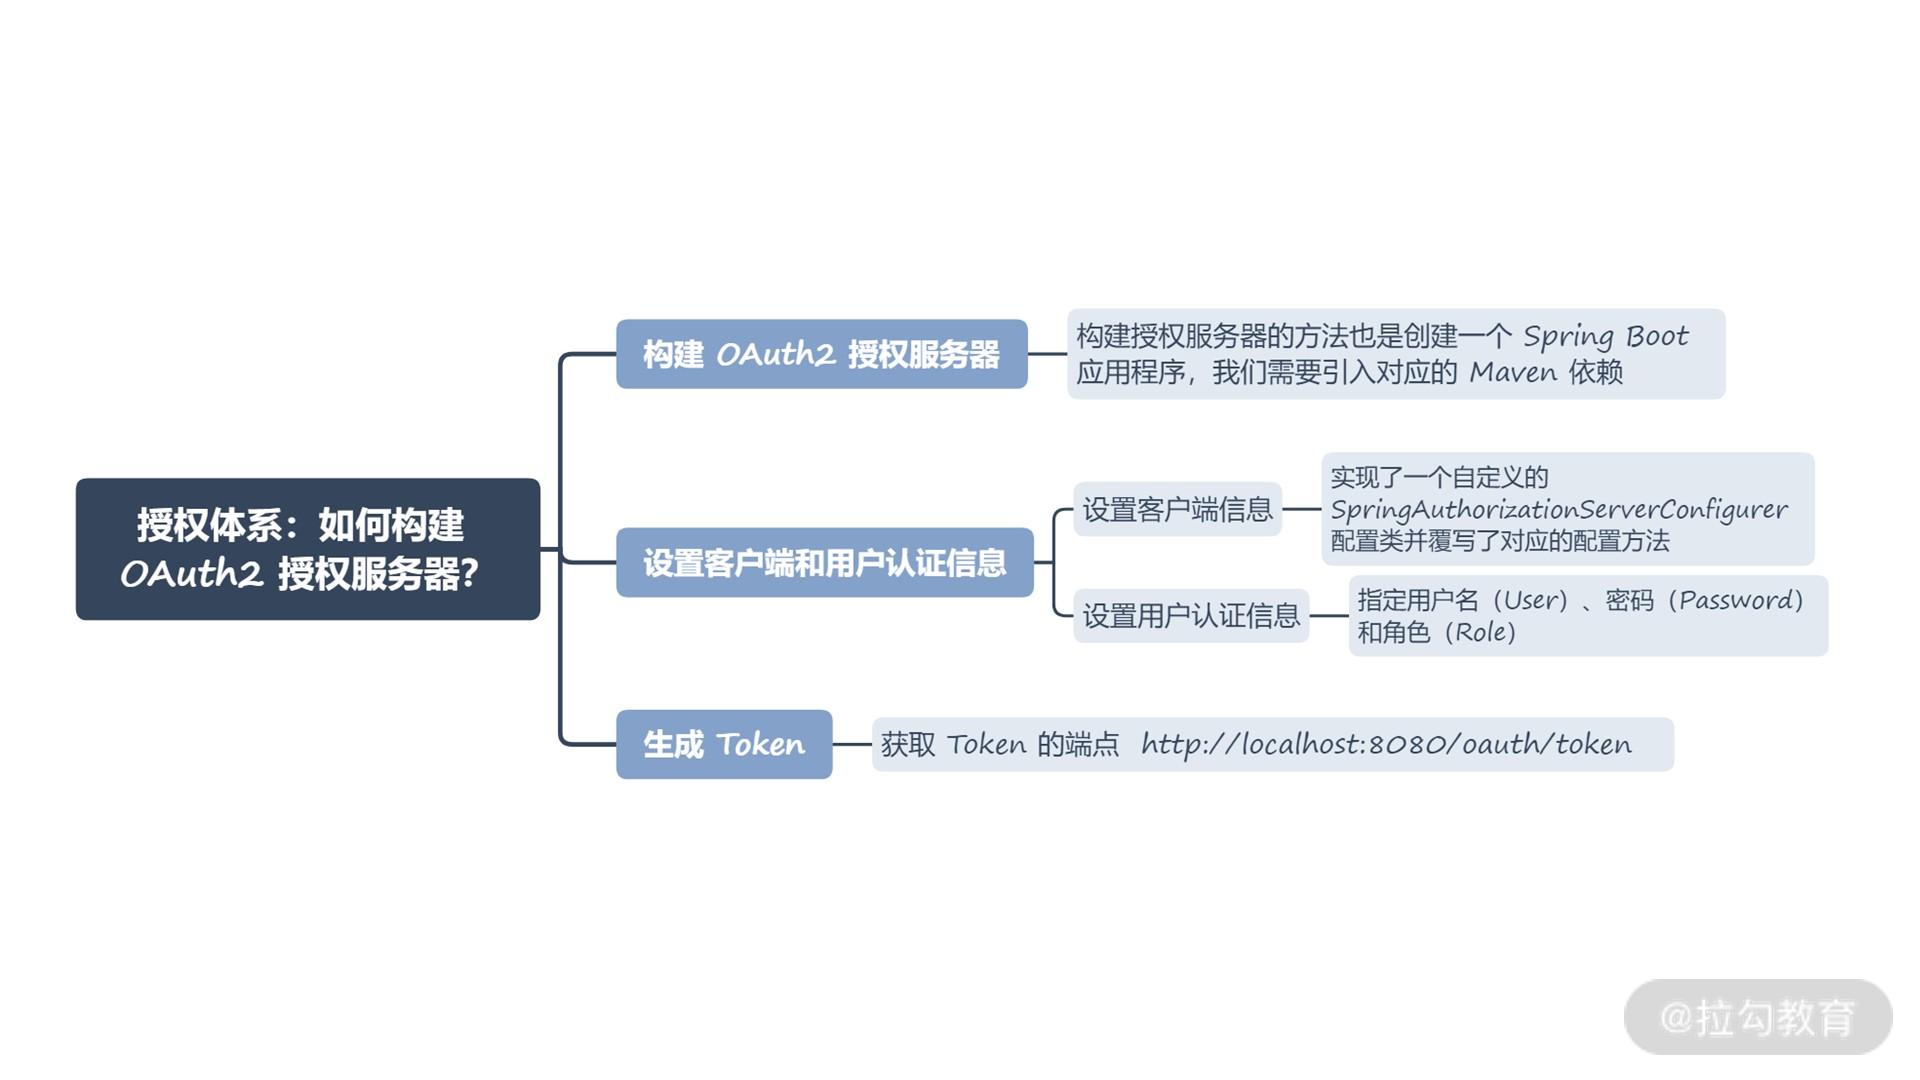 授权体系：如何构建
OAuth2 授权服务器？
构建 OAuth2 授权服务器
构建授权服务器的方法也是创建一个 Spring Boot
应用程序，我们需要引入对应的 Maven 依赖
设置客户端和用户认证信息
设置客户端信息
实现了一个自定义的
SpringAuthorizationServerConfigurer
配置类并覆写了对应的配置方法
设置用户认证信息
指定用户名（User）、密码（Password）
和角色（Role）
生成 Token
获取 Token 的端点 http://localhost:8080/oauth/token
@拉勾教育